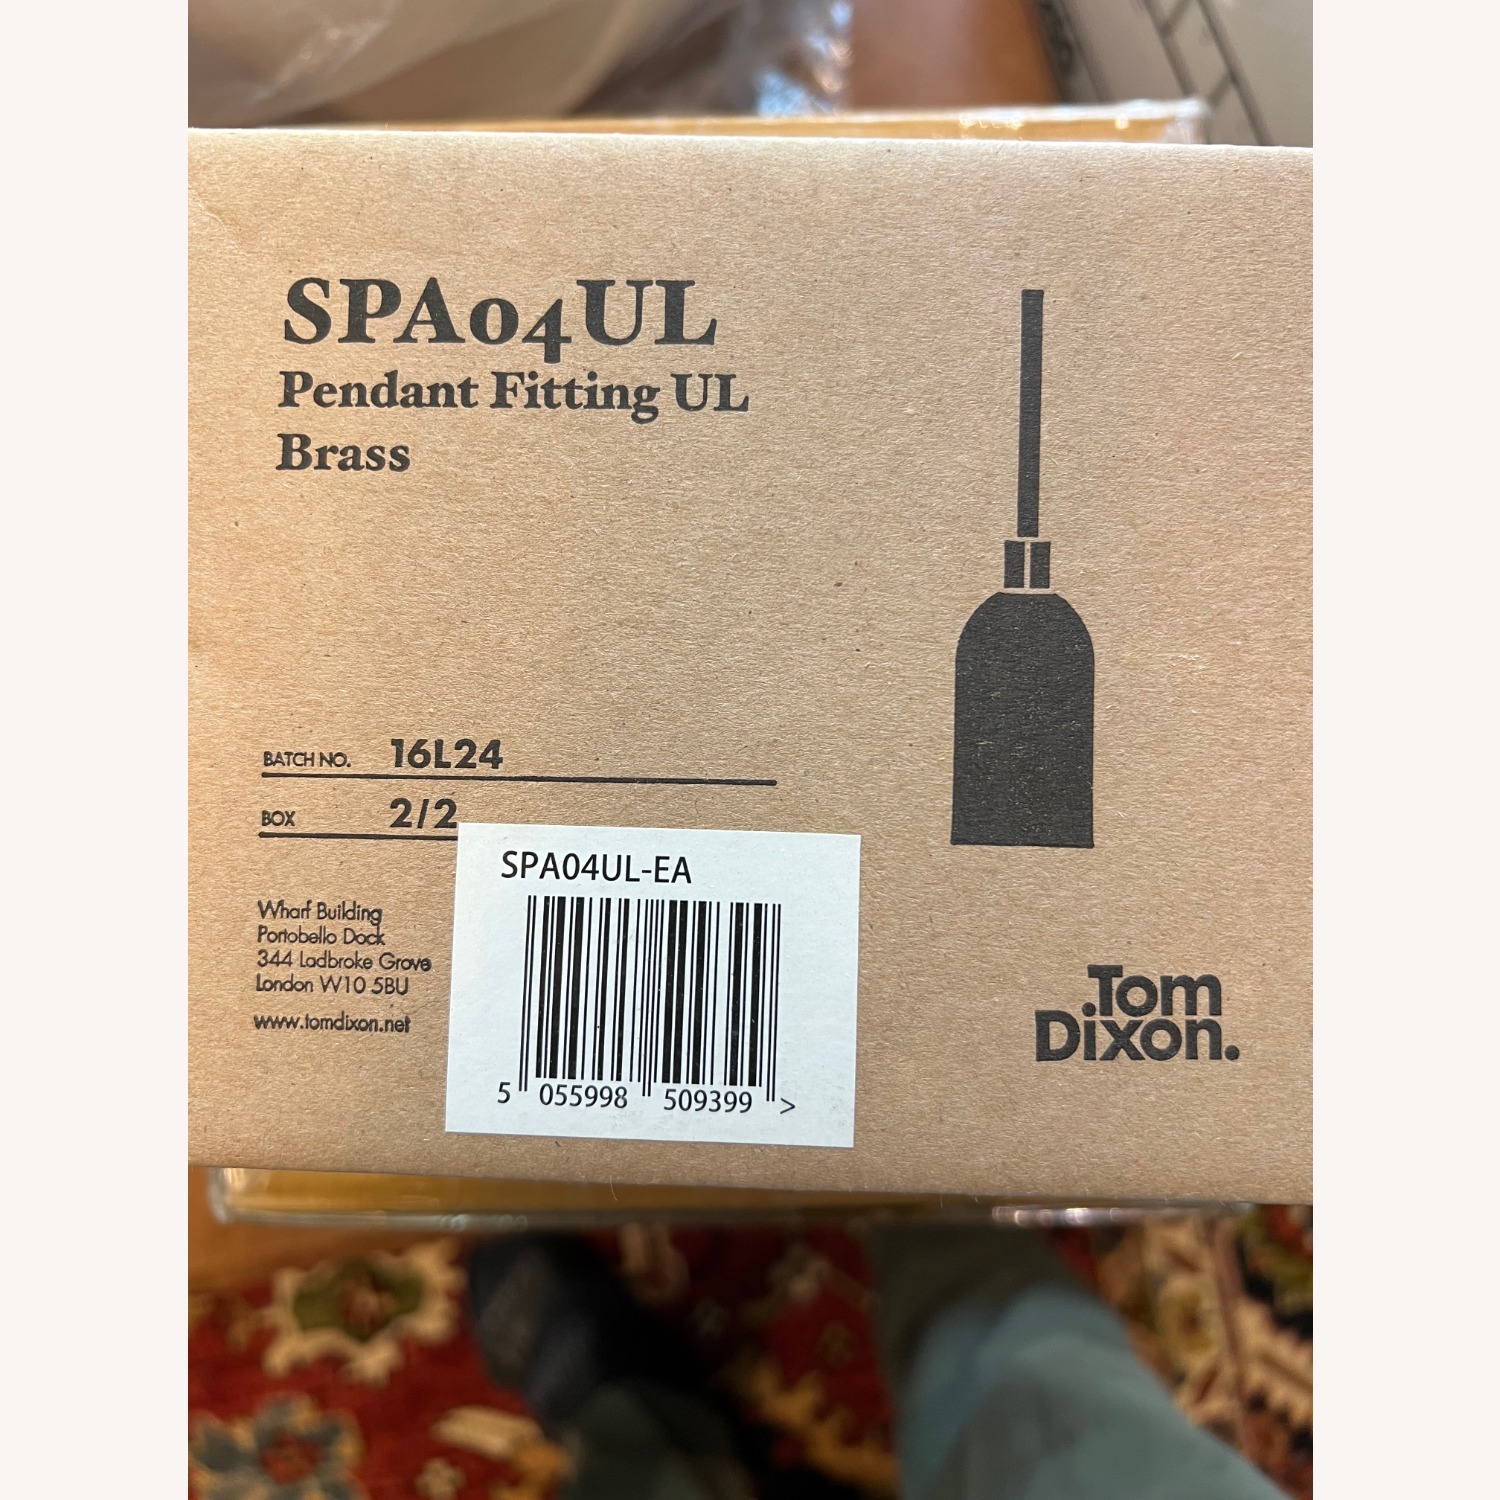 SPA04UL
Pendant Fitting UL
Brass
BATCH NO. 16L24
BOX 2/2
SPA04UL-EA
5 055998 509399 >
Wharf Building
Portobello Dock
344 Ladbroke Grove
London W10 5BU
www.tomdixon.net
.Tom
Dixon.